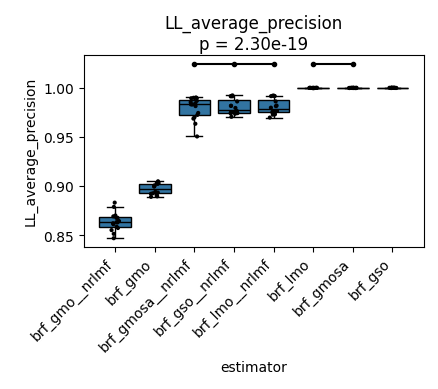 LL_average_precision
p = 2.30e-19
LL_average_precision
1.00
0.95
0.90
0.85
brf_gmo__nrlmf
brf_gmo
brf_gmosa__nrlmf
brf_gso__nrlmf
brf_lmo__nrlmf
brf_lmo
brf_gmosa
brf_gso
estimator